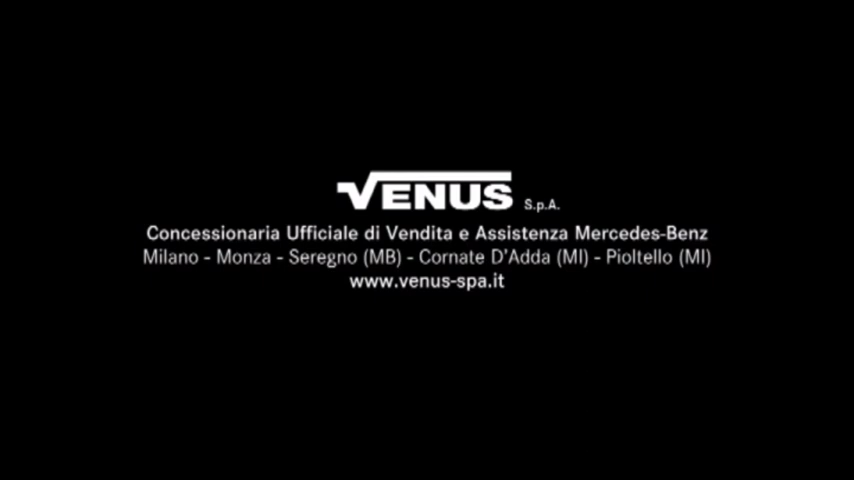 VENUS S.p.A.
Concessionaria Ufficiale di Vendita e Assistenza Mercedes-Benz
Milano - Monza - Seregno (MB) - Cornate D'Adda (MI) - Pioltello (MI)
www.venus-spa.it